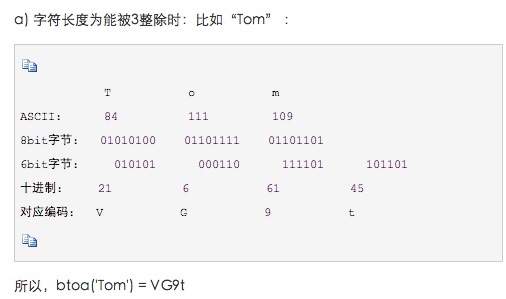 a) 字符长度为能被3整除时：比如“Tom” ：
T o m
ASCII: 84 111 109
8bit字节: 01010100 01101111 01101101
6bit字节: 010101 000110 111101 101101
十进制: 21 6 61 45
对应编码: V G 9 t
所以，btoa('Tom') = VG9t